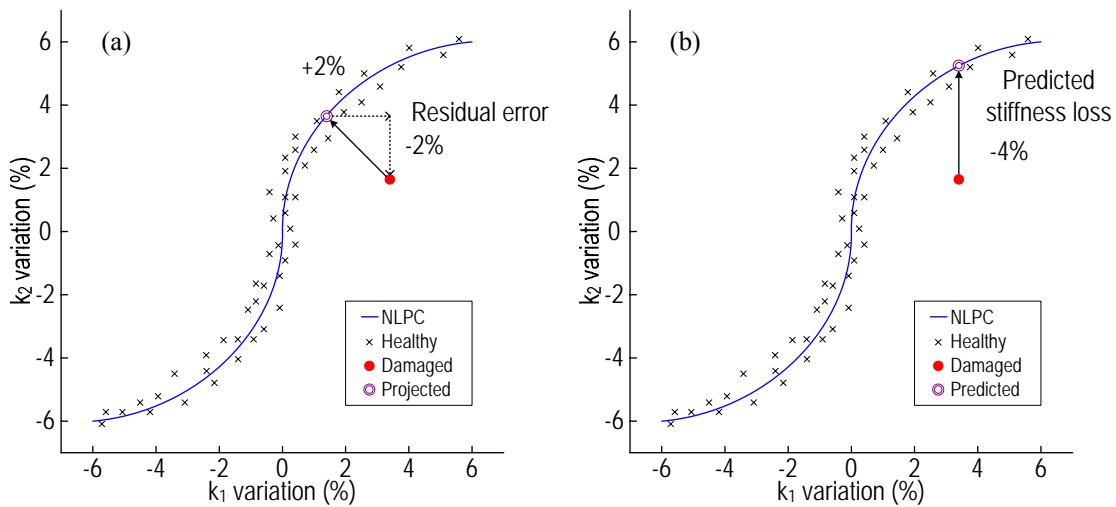 (a)
+2%
Residual error
-2%
k2 variation (%)
6
4
2
0
-2
-4
-6
-6 -4 -2 0 2 4 6
k1 variation (%)
NLPC
Healthy
Damaged
Projected
(b)
Predicted
stiffness loss
-4%
k2 variation (%)
6
4
2
0
-2
-4
-6
-6 -4 -2 0 2 4 6
k1 variation (%)
NLPC
Healthy
Damaged
Predicted